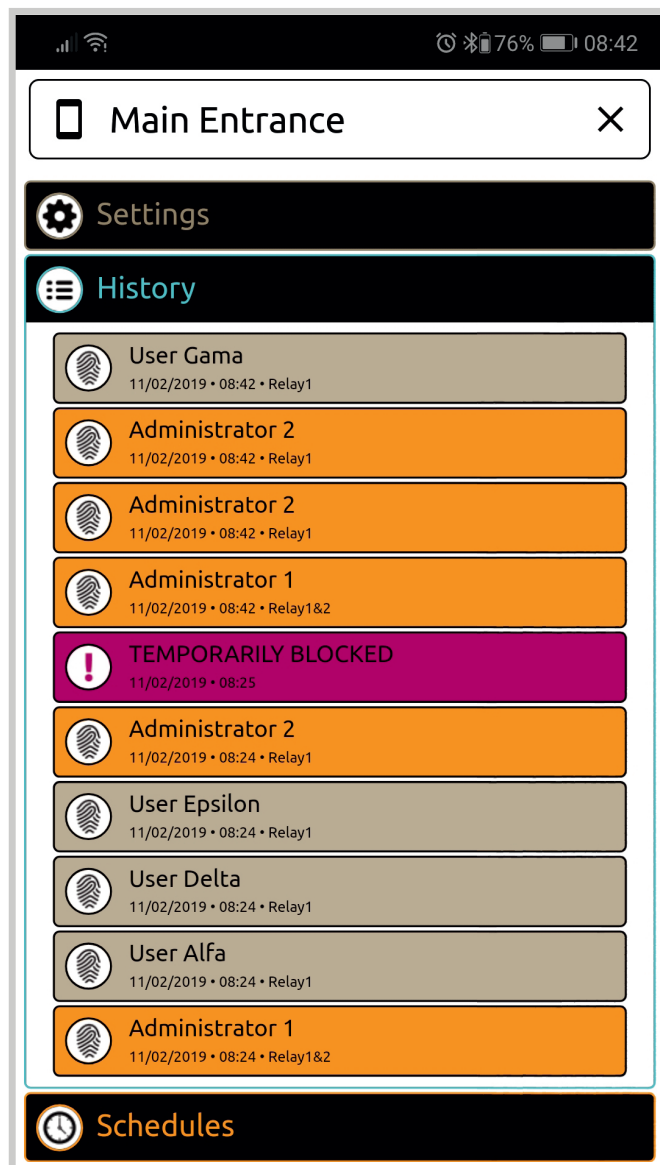 76% 08:42
Main Entrance
Settings
History
User Gama
11/02/2019 • 08:42 • Relay1
Administrator 2
11/02/2019 • 08:42 • Relay1
Administrator 2
11/02/2019 • 08:42 • Relay1
Administrator 1
11/02/2019 • 08:42 • Relay1&2
TEMPORARILY BLOCKED
11/02/2019 • 08:25
Administrator 2
11/02/2019 • 08:24 • Relay1
User Epsilon
11/02/2019 • 08:24 • Relay1
User Delta
11/02/2019 • 08:24 • Relay1
User Alfa
11/02/2019 • 08:24 • Relay1
Administrator 1
11/02/2019 • 08:24 • Relay1&2
Schedules